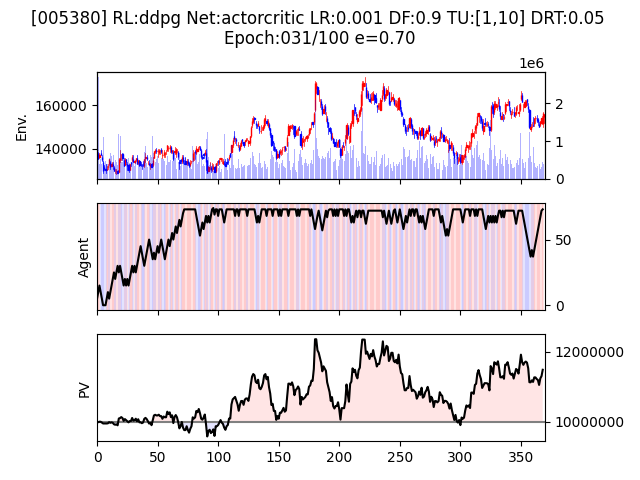 [005380] RL:ddpg Net:actorcritic LR:0.001 DF:0.9 TU:[1,10] DRT:0.05
Epoch:031/100 e=0.70
1e6
Env.
160000
140000
2
1
0
Agent
50
0
PV
12000000
10000000
0 50 100 150 200 250 300 350